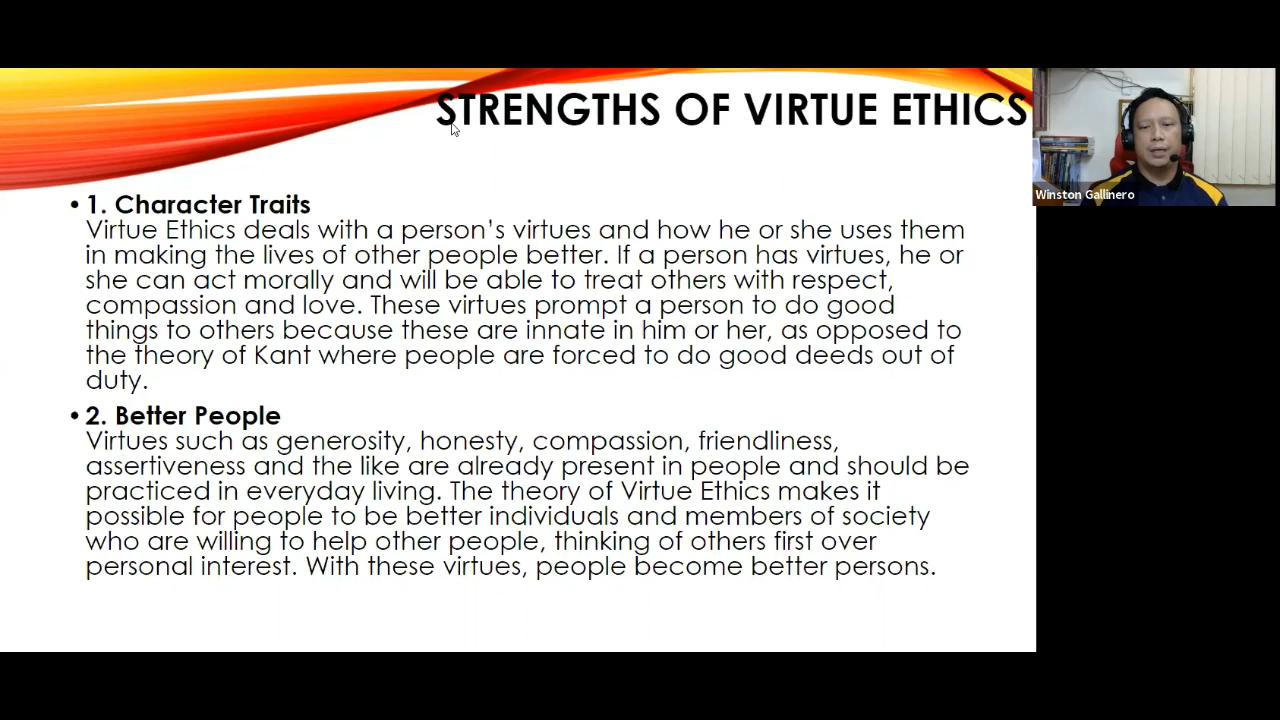 STRENGTHS OF VIRTUE ETHICS
Winston Gallinero
• 1. Character Traits
Virtue Ethics deals with a person’s virtues and how he or she uses them
in making the lives of other people better. If a person has virtues, he or
she can act morally and will be able to treat others with respect,
compassion and love. These virtues prompt a person to do good
things to others because these are innate in him or her, as opposed to
the theory of Kant where people are forced to do good deeds out of
duty.
• 2. Better People
Virtues such as generosity, honesty, compassion, friendliness,
assertiveness and the like are already present in people and should be
practiced in everyday living. The theory of Virtue Ethics makes it
possible for people to be better individuals and members of society
who are willing to help other people, thinking of others first over
personal interest. With these virtues, people become better persons.